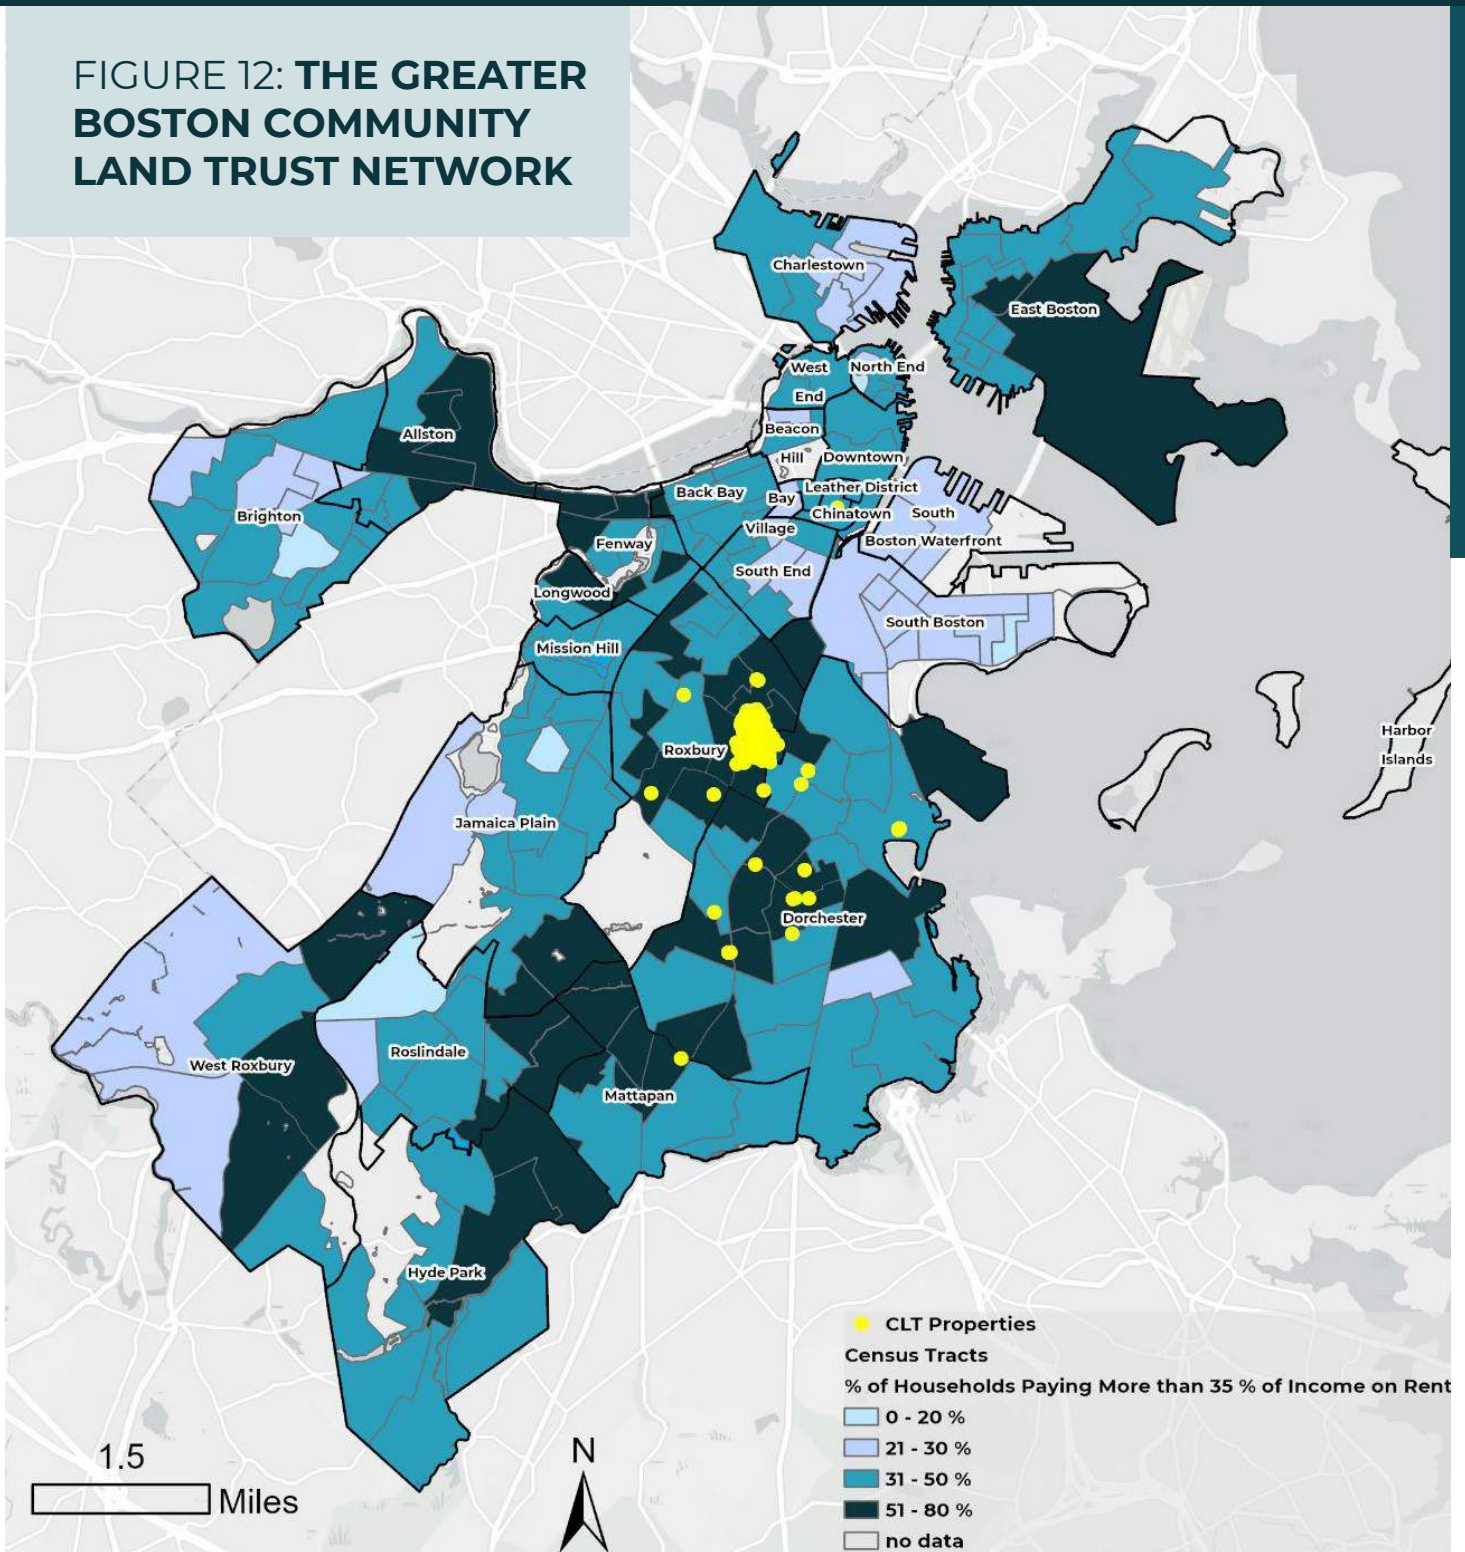 FIGURE 12: THE GREATER
BOSTON COMMUNITY
LAND TRUST NETWORK
Charlestown
East Boston
West
End
North End
Beacon
Hill
Downtown
Allston
Back Bay
Bay
Village
Leather District
Chinatown
South
Boston Waterfront
Brighton
Fenway
South End
Longwood
South Boston
Mission Hill
Roxbury
Harbor
Islands
Jamaica Plain
Dorchester
West Roxbury
Roslindale
Mattapan
Hyde Park
CLT Properties
Census Tracts
% of Households Paying More than 35 % of Income on Rent
0 - 20 %
21 - 30 %
31 - 50 %
51 - 80 %
no data
1.5
Miles
N